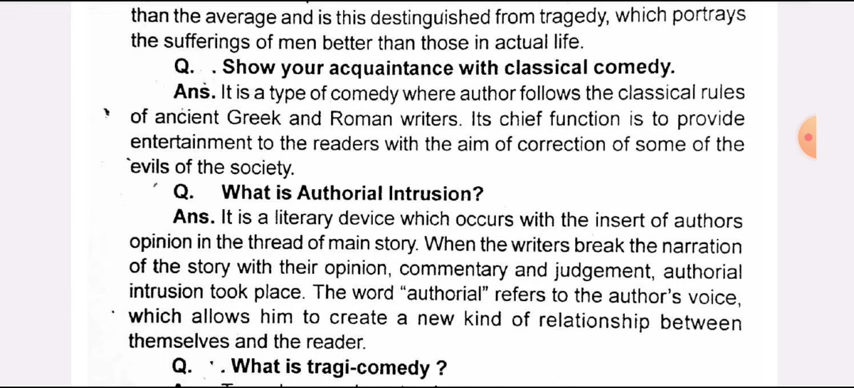 than the average and is this destinguished from tragedy, which portrays
the sufferings of men better than those in actual life.
Q. . Show your acquaintance with classical comedy.
Ans. It is a type of comedy where author follows the classical rules
of ancient Greek and Roman writers. Its chief function is to provide
entertainment to the readers with the aim of correction of some of the
evils of the society.
Q. What is Authorial Intrusion?
Ans. It is a literary device which occurs with the insert of authors
opinion in the thread of main story. When the writers break the narration
of the story with their opinion, commentary and judgement, authorial
intrusion took place. The word “authorial” refers to the author's voice,
which allows him to create a new kind of relationship between
themselves and the reader.
Q. . What is tragi-comedy ?